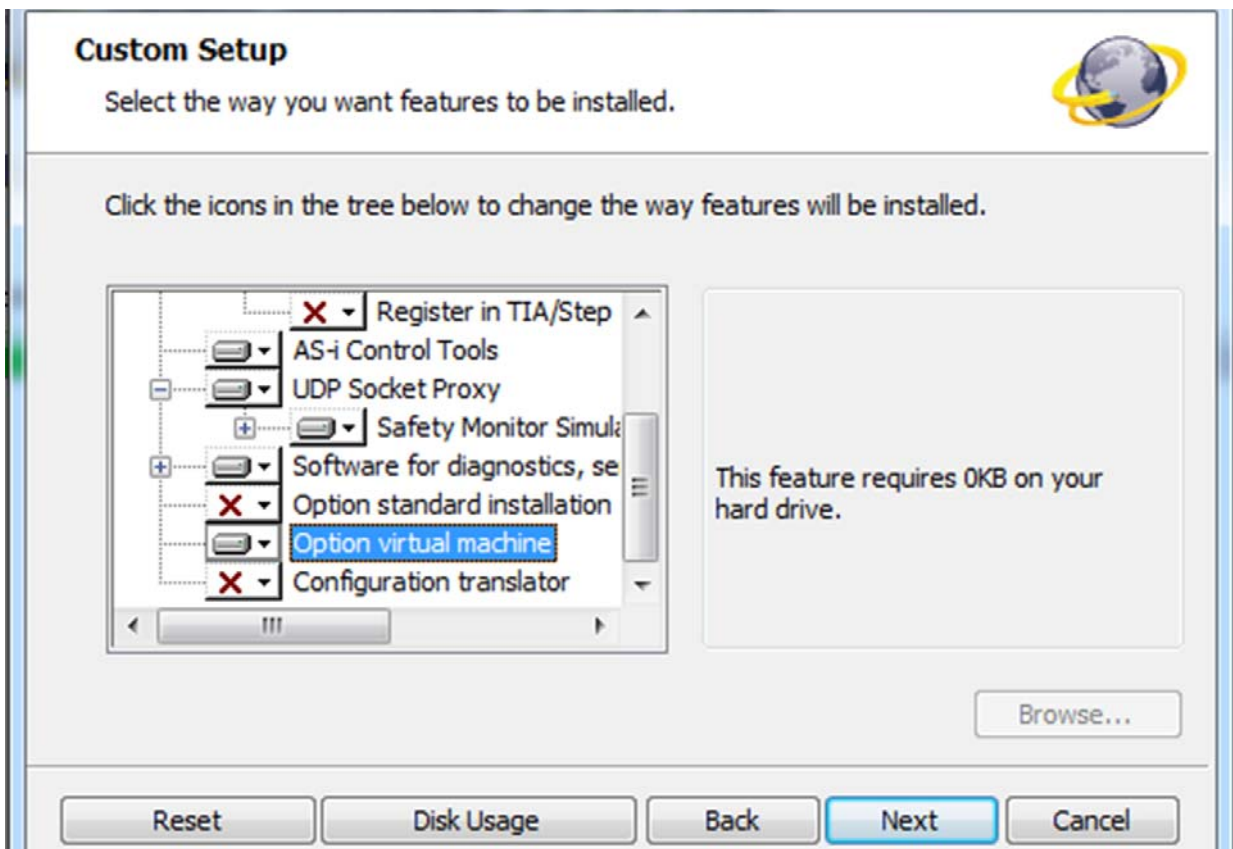 Custom Setup
Select the way you want features to be installed.
Click the icons in the tree below to change the way features will be installed.
Register in TIA/Step
AS-i Control Tools
UDP Socket Proxy
Safety Monitor
Software for diagnostics,
Option standard installation
Option virtual machine
Configuration translator
This feature requires 0KB on your
hard drive.
Browse...
Reset
Disk Usage
Back
Next
Cancel